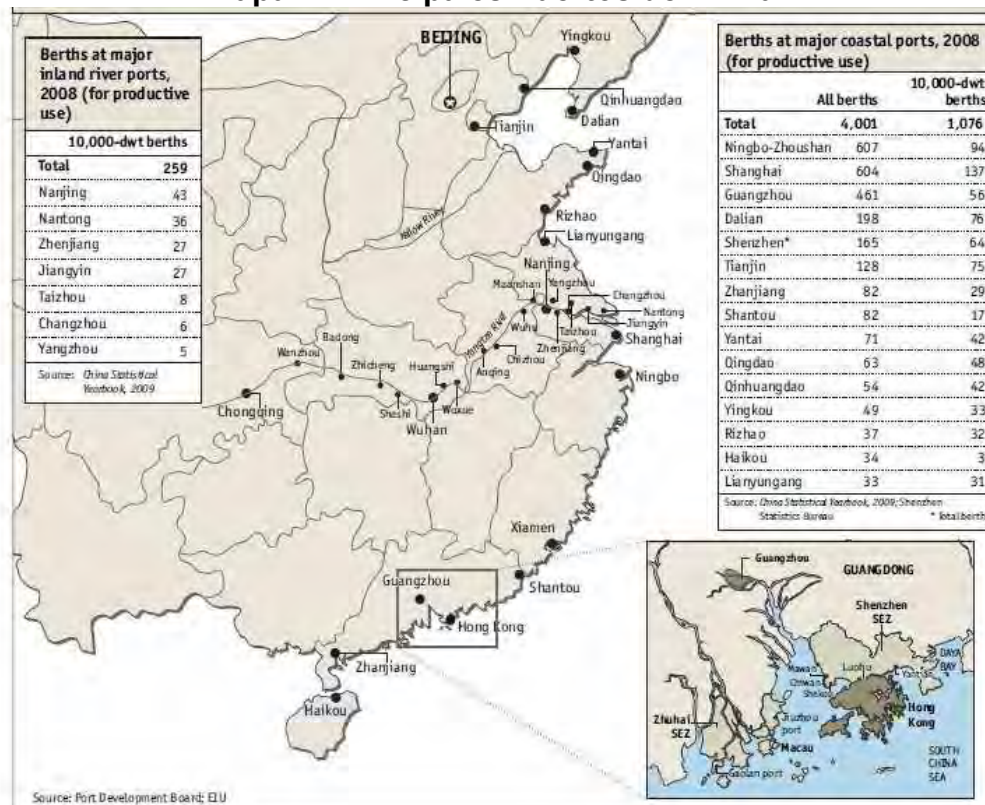 Berths at major
inland river ports,
2008 (for productive
use)
10,000-dwt berths
Total 259
Nanjing 43
Nantong 36
Zhenjiang 27
Jiangyin 27
Taizhou 8
Changzhou 6
Yangzhou 5
Source: China Statistical
Yearbook, 2009
Berths at major coastal ports, 2008
(for productive use)
10,000-dwt
All berths berths
Total 4,001 1,076
Ningbo-Zhoushan 607 94
Shanghai 604 137
Guangzhou 461 56
Dalian 198 76
Shenzhen* 165 64
Tianjin 128 75
Zhanjiang 82 29
Shantou 82 17
Yantai 71 42
Qingdao 63 48
Qinhuangdao 54 42
Yingkou 49 33
Rizhao 37 32
Haikou 34 3
Lianyungang 33 31
Source: China Statistical Yearbook, 2009; Shenzhen
Statistics Bureau * Total berth
BEIJING
Yingkou
Qinhuangdao
Dalian
Tianjin
Yantai
Qingdao
Yellow River
Rizhao
Lianyungang
Nanjing
Maanshan
Yangzhou
Changzhou
Nantong
Jiangyin
Wuhu
Taizhou
Zhenjiang
Shanghai
Yangtze River
Chizhou
Anqing
Badong
Wanzhou
Zhicheng
Huangshi
Ningbo
Chongqing
Shashi
Wuxue
Wuhan
Xiamen
Guangzhou
Shantou
Hong Kong
Zhanjiang
Haikou
Guangzhou
GUANGDONG
Shenzhen
SEZ
DAYA
BAY
Mawan
Chiwan
Shekou
Luohu
Yantian
Hong
Kong
Zhuhai
SEZ
Jiuzhou
port
Macau
Gaolan port
SOUTH
CHINA
SEA
Source: Port Development Board; EIU